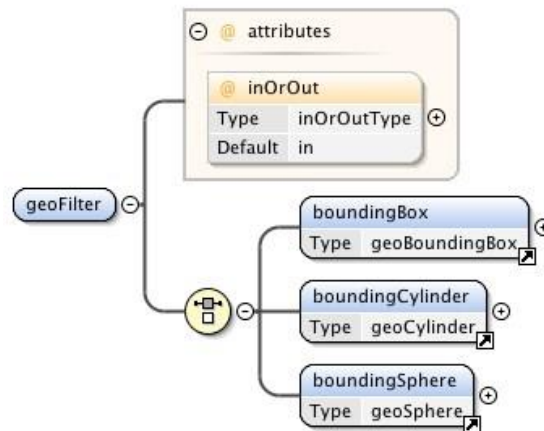 @ attributes
@ inOrOut
Type inOrOutType
Default in
geoFilter
boundingBox
Type geoBoundingBox
boundingCylinder
Type geoCylinder
boundingSphere
Type geoSphere